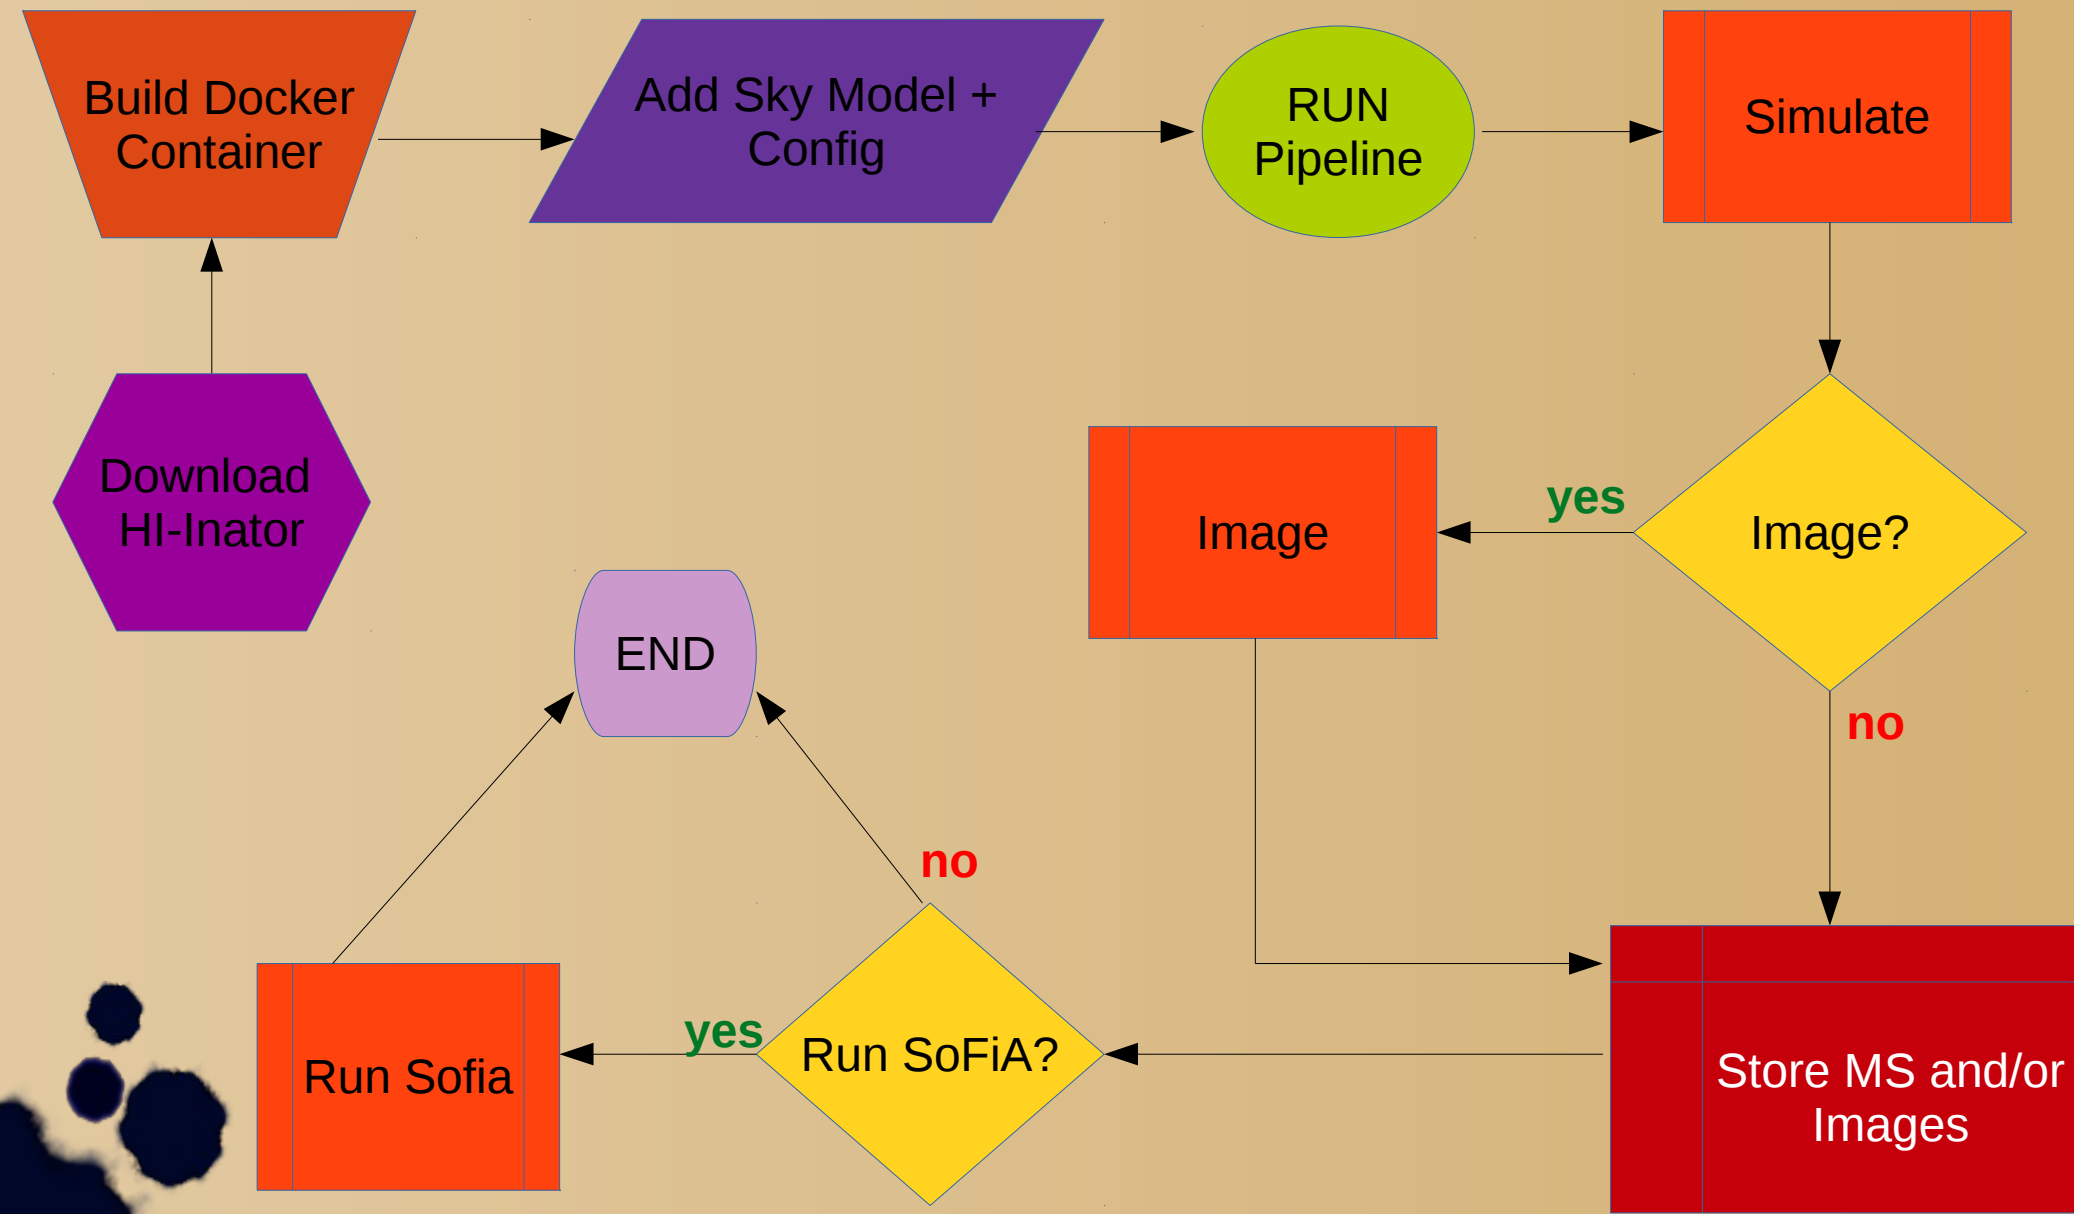 Build Docker
Container
Add Sky Model +
Config
RUN
Pipeline
Simulate
Download
HI-Inator
END
Image
yes
Image?
no
no
Run Sofia
yes
Run SoFiA?
Store MS and/or
Images